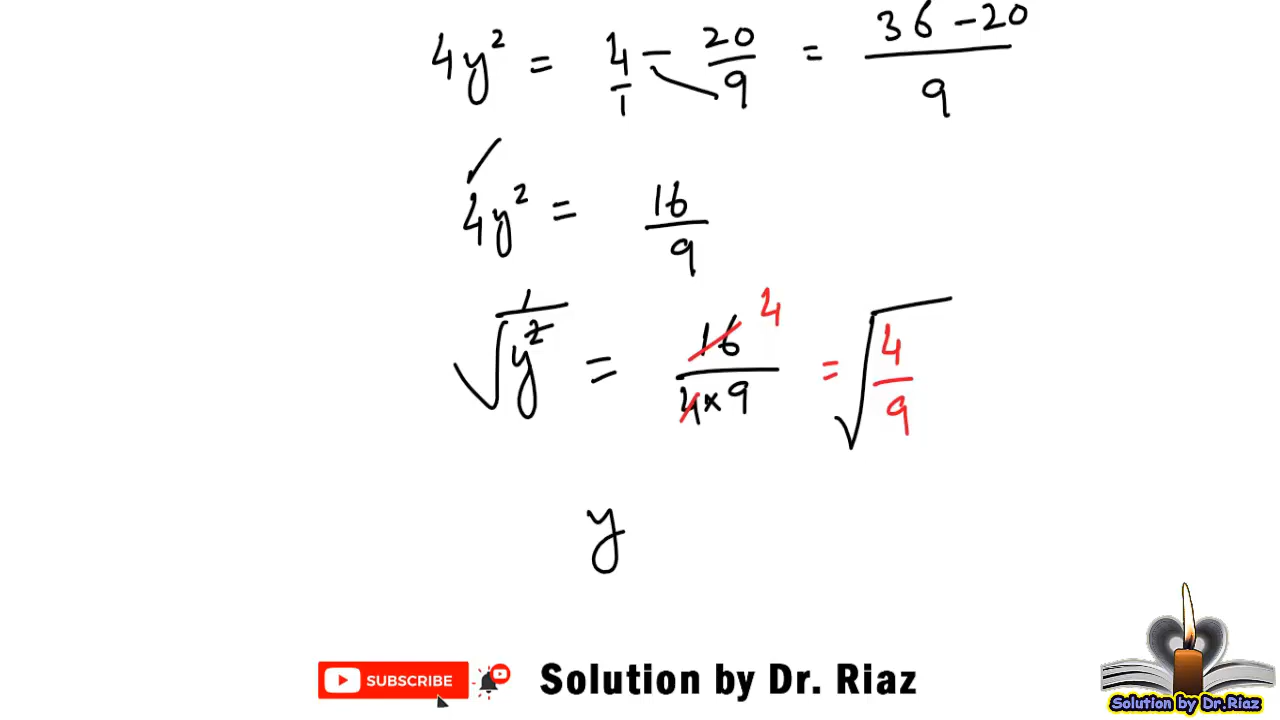 4y² = 4/1 - 20/9 = 36 - 20/9
4y² = 16/9
√y² = 16/4×9 4 = √4/9
y
SUBSCRIBE Solution by Dr. Riaz
Solution by Dr.Riaz